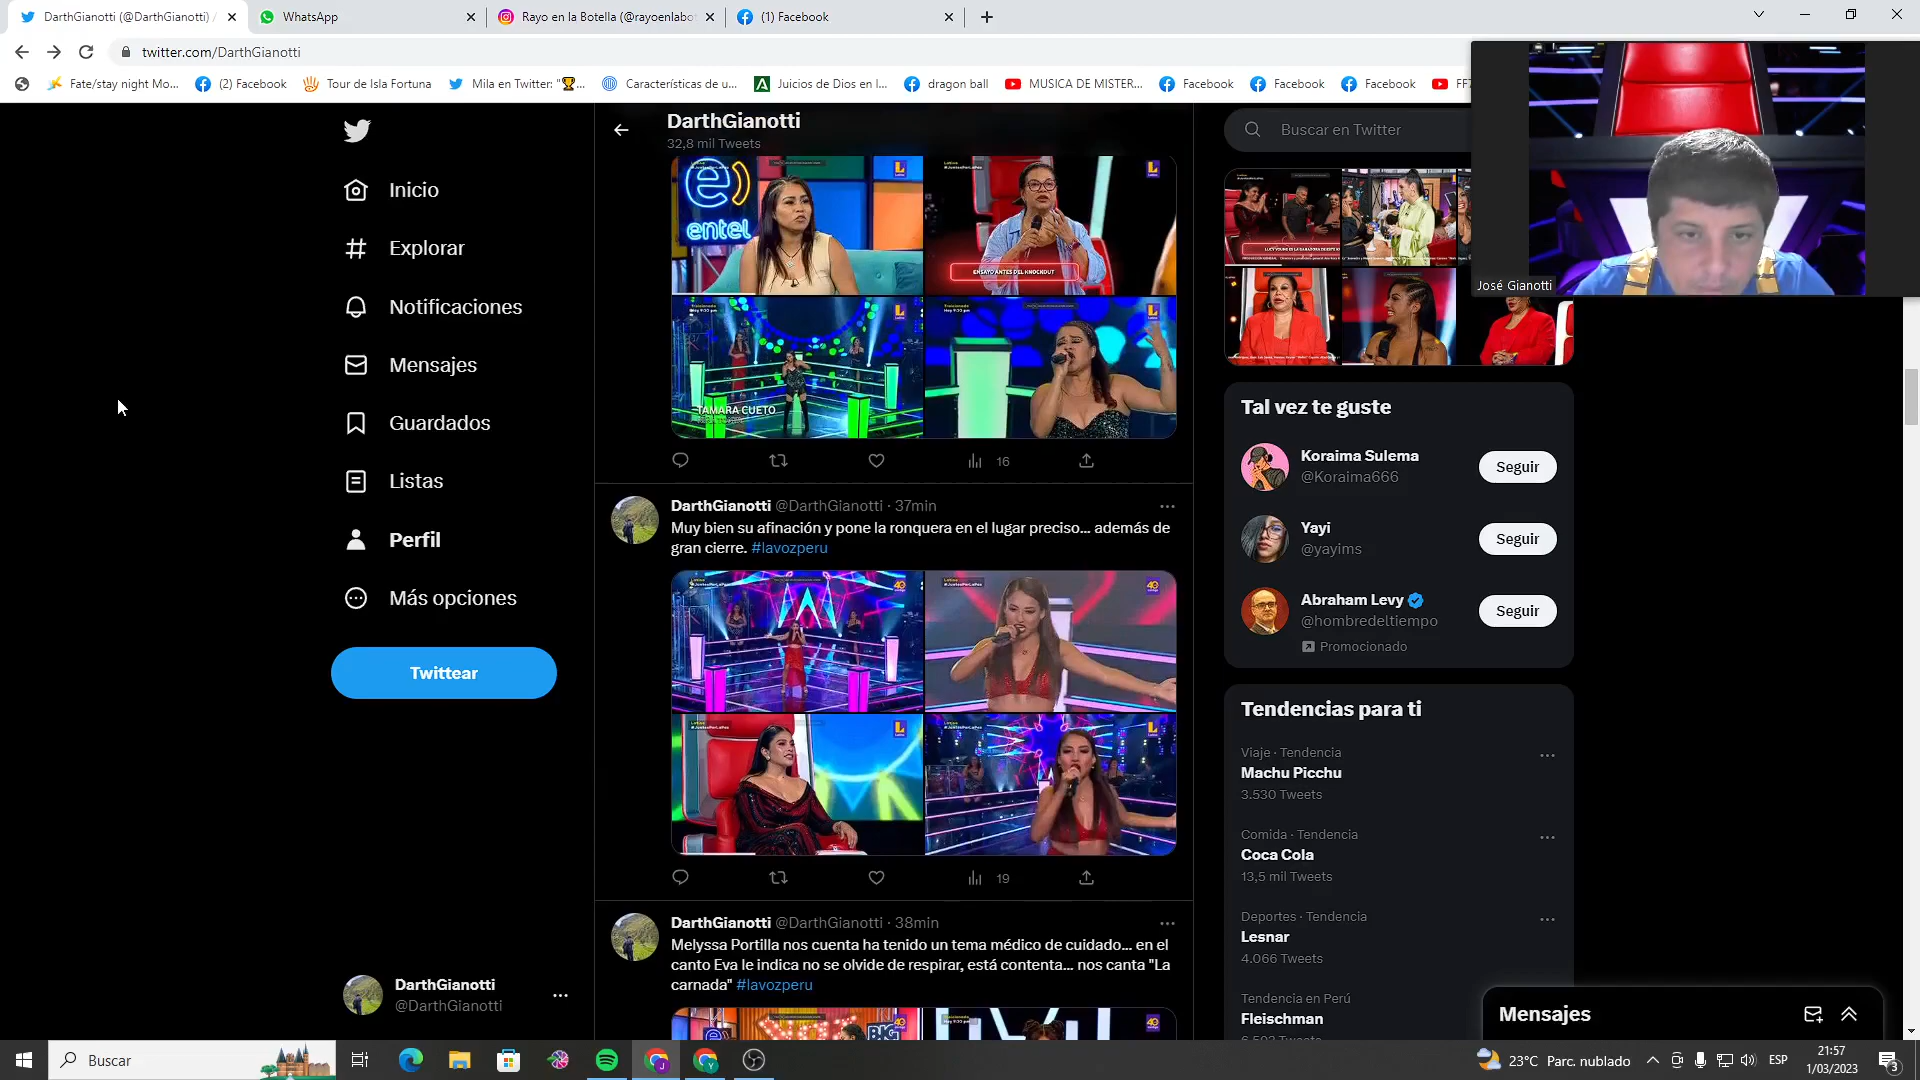 DarthGianotti (@DarthGianotti) /
WhatsApp
Rayo en la Botella (@rayoenlabo
(1) Facebook
twitter.com/DarthGianotti
Fate/stay night Mo...
(2) Facebook
Tour de Isla Fortuna
Mila en Twitter: "🏆...
Características de u...
Juicios de Dios en l...
dragon ball
MUSICA DE MISTER...
Facebook
Facebook
Facebook
José Gianotti
Inicio
Explorar
Notificaciones
Mensajes
Guardados
Listas
Perfil
Más opciones
Twittear
DarthGianotti
@DarthGianotti
DarthGianotti
32,8 mil Tweets
entel
ENSAYO ANTES DEL KNOCKOUT
TAMARA CUETO
16
DarthGianotti @DarthGianotti · 37min
Muy bien su afinación y pone la ronquera en el lugar preciso... además de
gran cierre. #lavozperu
19
DarthGianotti @DarthGianotti · 38min
Melyssa Portilla nos cuenta ha tenido un tema médico de cuidado... en el
canto Eva le indica no se olvide de respirar, está contenta... nos canta "La
carnada" #lavozperu
BIG
Buscar en Twitter
Tal vez te guste
Koraima Sulema
@Koraima666
Seguir
Yayi
@yayims
Seguir
Abraham Levy
@hombredeltiempo
Seguir
Promocionado
Tendencias para ti
Viaje · Tendencia
Machu Picchu
3.530 Tweets
Comida · Tendencia
Coca Cola
13,5 mil Tweets
Deportes · Tendencia
Lesnar
4.066 Tweets
Tendencia en Perú
Fleischman
Mensajes
Buscar
23°C Parc. nublado
ESP
21:57
1/03/2023
3